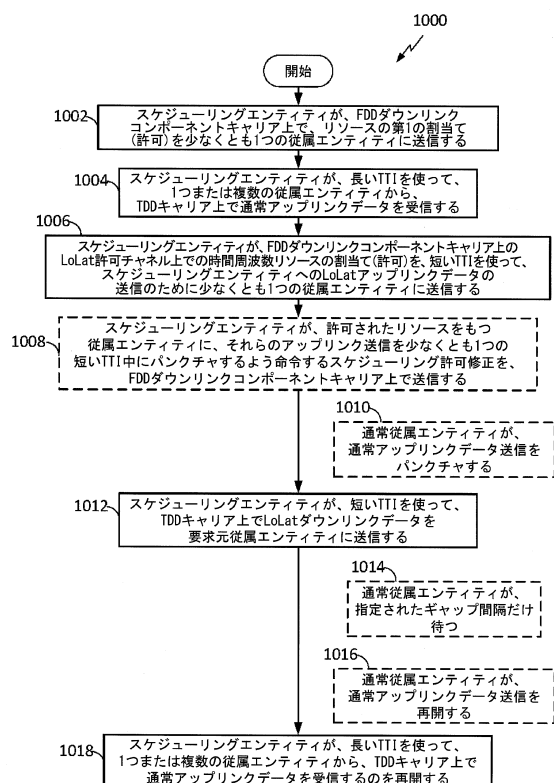 1000
開始
1002
スケジューリングエンティティが、FDDダウンリンク
コンポーネントキャリア上で、リソースの第1の割当て
(許可)を少なくとも1つの従属エンティティに送信する
1004
スケジューリングエンティティが、長いTTIを使って、
1つまたは複数の従属エンティティから、
TDDキャリア上で通常アップリンクデータを受信する
1006
スケジューリングエンティティが、FDDダウンリンクコンポーネントキャリア上の
LoLat許可チャネル上での時間周波数リソースの割当て(許可)を、短いTTIを使って、
スケジューリングエンティティへのLoLatアップリンクデータの
送信のために少なくとも1つの従属エンティティに送信する
1008
スケジューリングエンティティが、許可されたリソースをもつ
従属エンティティに、それらのアップリンク送信を少なくとも1つの
短いTTI中にパンクチャするよう命令するスケジューリング許可修正を、
FDDダウンリンクコンポーネントキャリア上で送信する
1010
通常従属エンティティが、
通常アップリンクデータ送信を
パンクチャする
1012
スケジューリングエンティティが、短いTTIを使って、
TDDキャリア上でLoLatダウンリンクデータを
要求元従属エンティティに送信する
1014
通常従属エンティティが、
指定されたギャップ間隔だけ
待つ
1016
通常従属エンティティが、
通常アップリンクデータ送信を
再開する
1018
スケジューリングエンティティが、長いTTIを使って、
1つまたは複数の従属エンティティから、TDDキャリア上で
通常アップリンクデータを受信するのを再開する